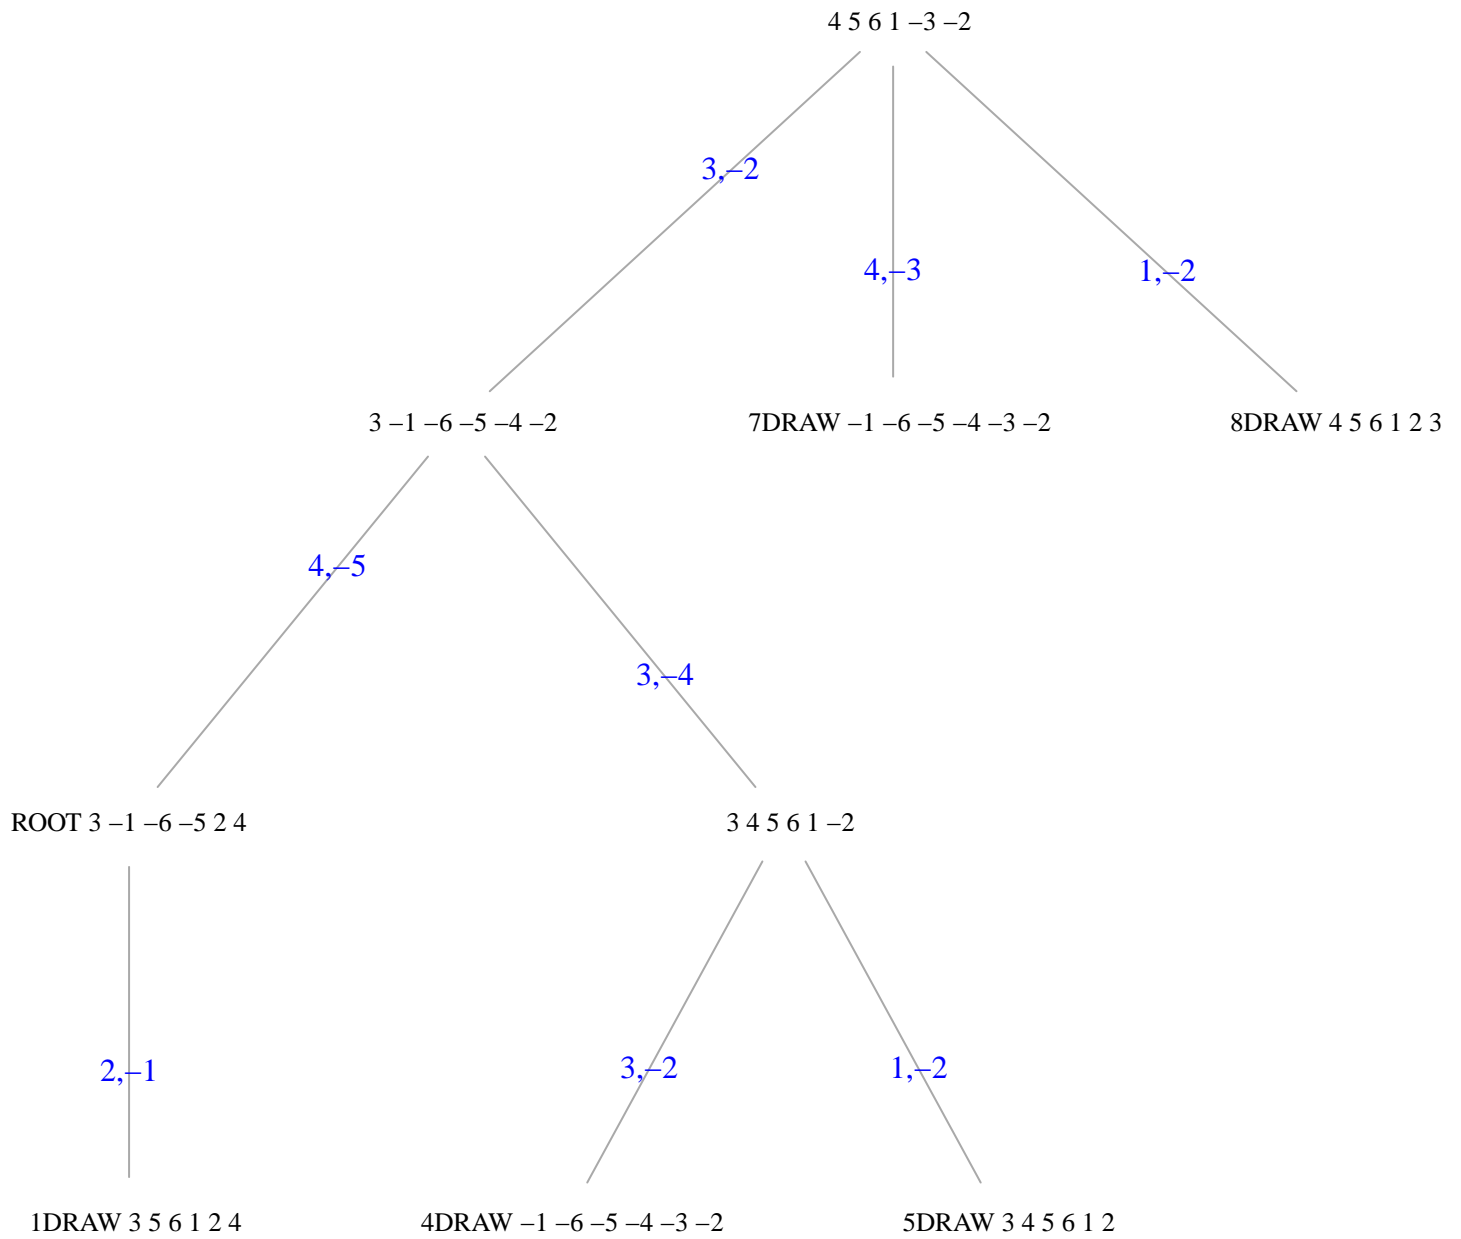 4 5 6 1 –3 –2
3,–2
4,–3
1,–2
3 –1 –6 –5 –4 –2
7DRAW –1 –6 –5 –4 –3 –2
8DRAW 4 5 6 1 2 3
4,–5
3,–4
ROOT 3 –1 –6 –5 2 4
3 4 5 6 1 –2
2,–1
3,–2
1,–2
1DRAW 3 5 6 1 2 4
4DRAW –1 –6 –5 –4 –3 –2
5DRAW 3 4 5 6 1 2